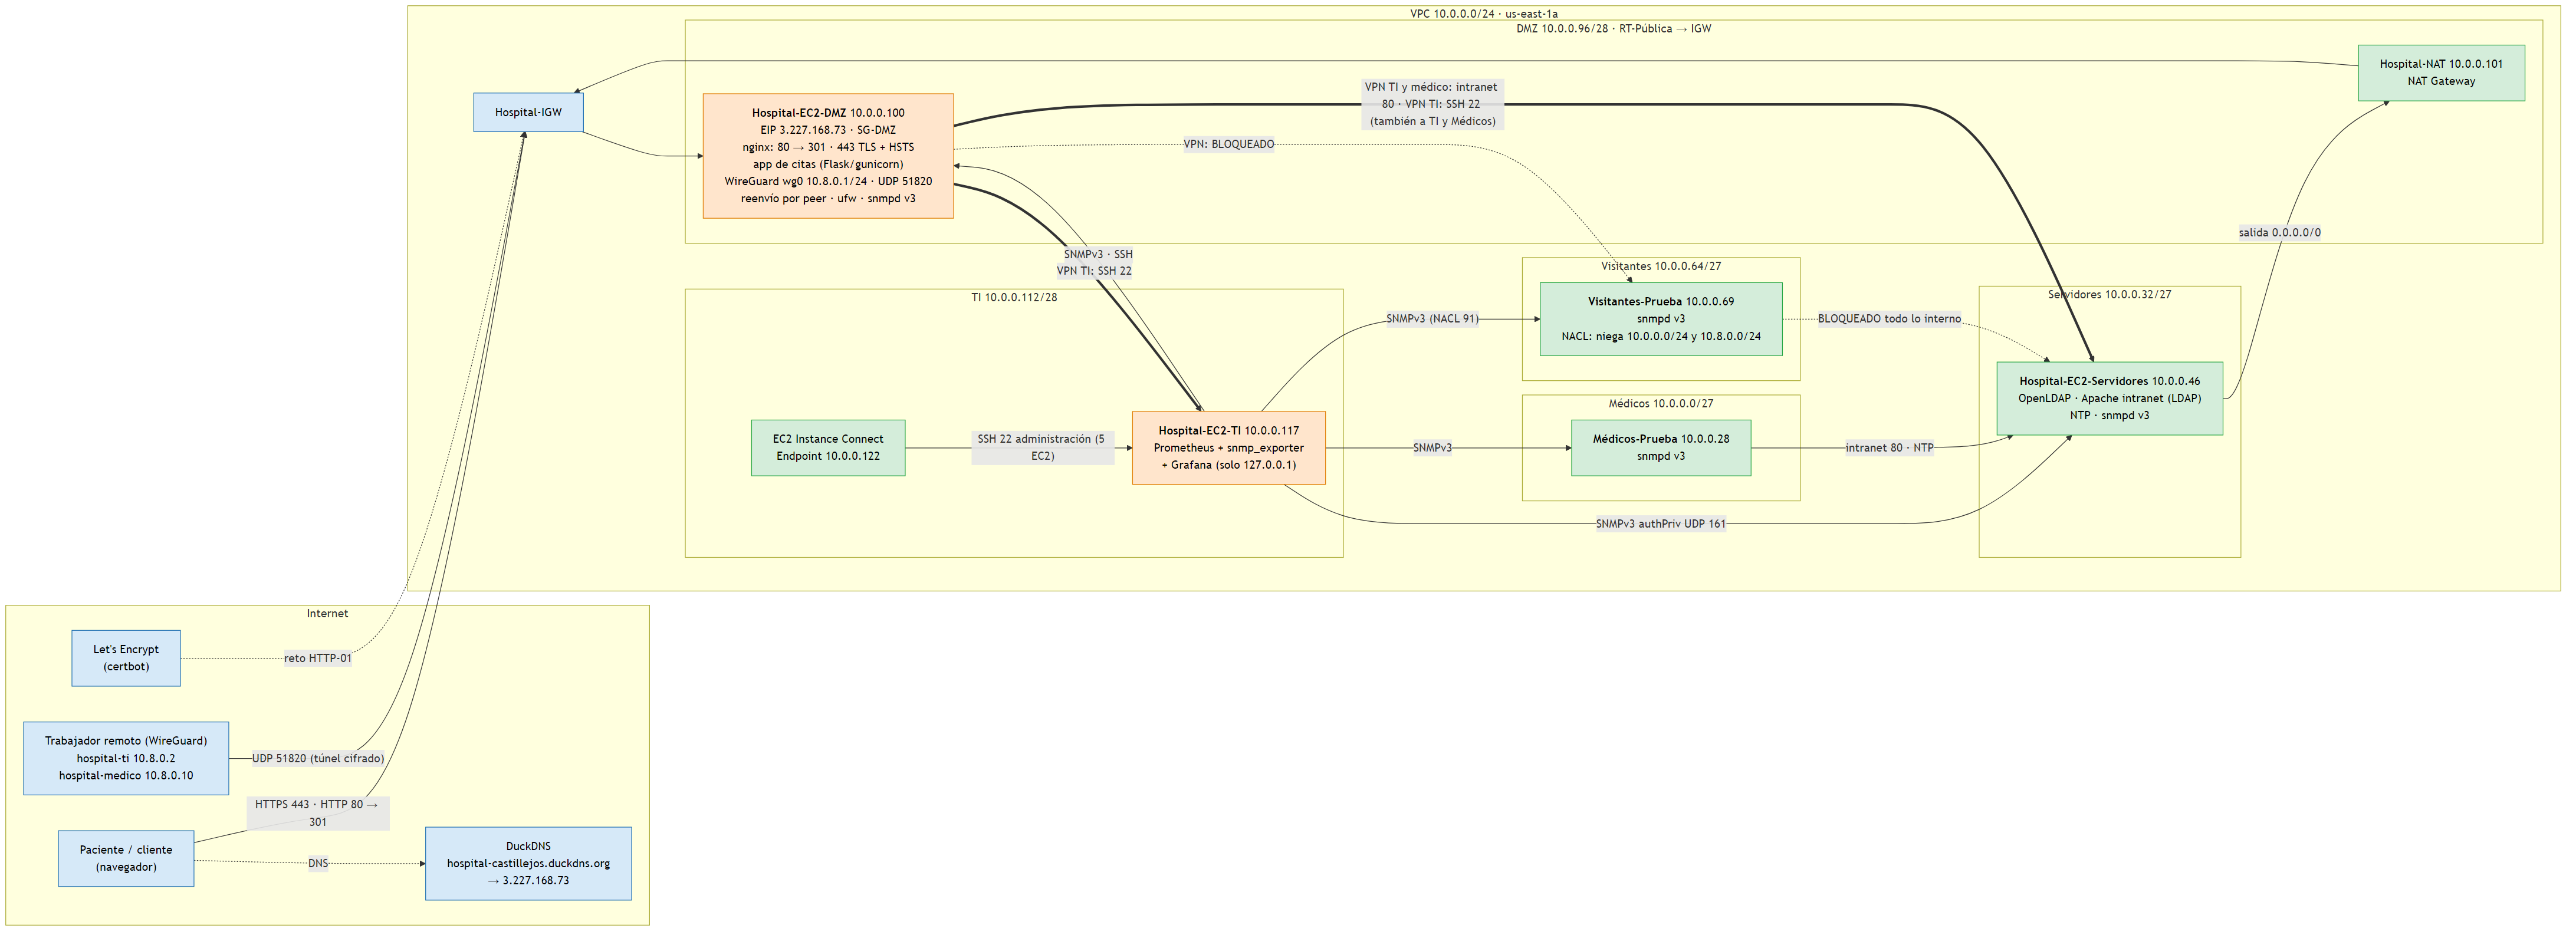 VPC 10.0.0.0/24 · us-east-1a
DMZ 10.0.0.96/28 · RT-Pública → IGW
Hospital-IGW
Hospital-EC2-DMZ 10.0.0.100
EIP 3.227.168.73 · SG-DMZ
nginx: 80 → 301 · 443 TLS + HSTS
app de citas (Flask/gunicorn)
WireGuard wg0 10.8.0.1/24 · UDP 51820
reenvío por peer · ufw · snmpd v3
VPN TI y médico: intranet
80 · VPN TI: SSH 22
(también a TI y Médicos)
VPN: BLOQUEADO
Hospital-NAT 10.0.0.101
NAT Gateway
salida 0.0.0.0/0
SNMPv3 · SSH
VPN TI: SSH 22
TI 10.0.0.112/28
EC2 Instance Connect
Endpoint 10.0.0.122
SSH 22 administración (5
EC2)
Hospital-EC2-TI 10.0.0.117
Prometheus + snmp_exporter
+ Grafana (solo 127.0.0.1)
SNMPv3 (NACL 91)
SNMPv3
SNMPv3 authPriv UDP 161
Visitantes 10.0.0.64/27
Visitantes-Prueba 10.0.0.69
snmpd v3
NACL: niega 10.0.0.0/24 y 10.8.0.0/24
BLOQUEADO todo lo interno
Médicos 10.0.0.0/27
Médicos-Prueba 10.0.0.28
snmpd v3
intranet 80 · NTP
Servidores 10.0.0.32/27
Hospital-EC2-Servidores 10.0.0.46
OpenLDAP · Apache intranet (LDAP)
NTP · snmpd v3
Internet
Let's Encrypt
(certbot)
reto HTTP-01
Trabajador remoto (WireGuard)
hospital-ti 10.8.0.2
hospital-medico 10.8.0.10
UDP 51820 (túnel cifrado)
HTTPS 443 · HTTP 80 →
301
Paciente / cliente
(navegador)
DNS
DuckDNS
hospital-castillejos.duckdns.org
→ 3.227.168.73